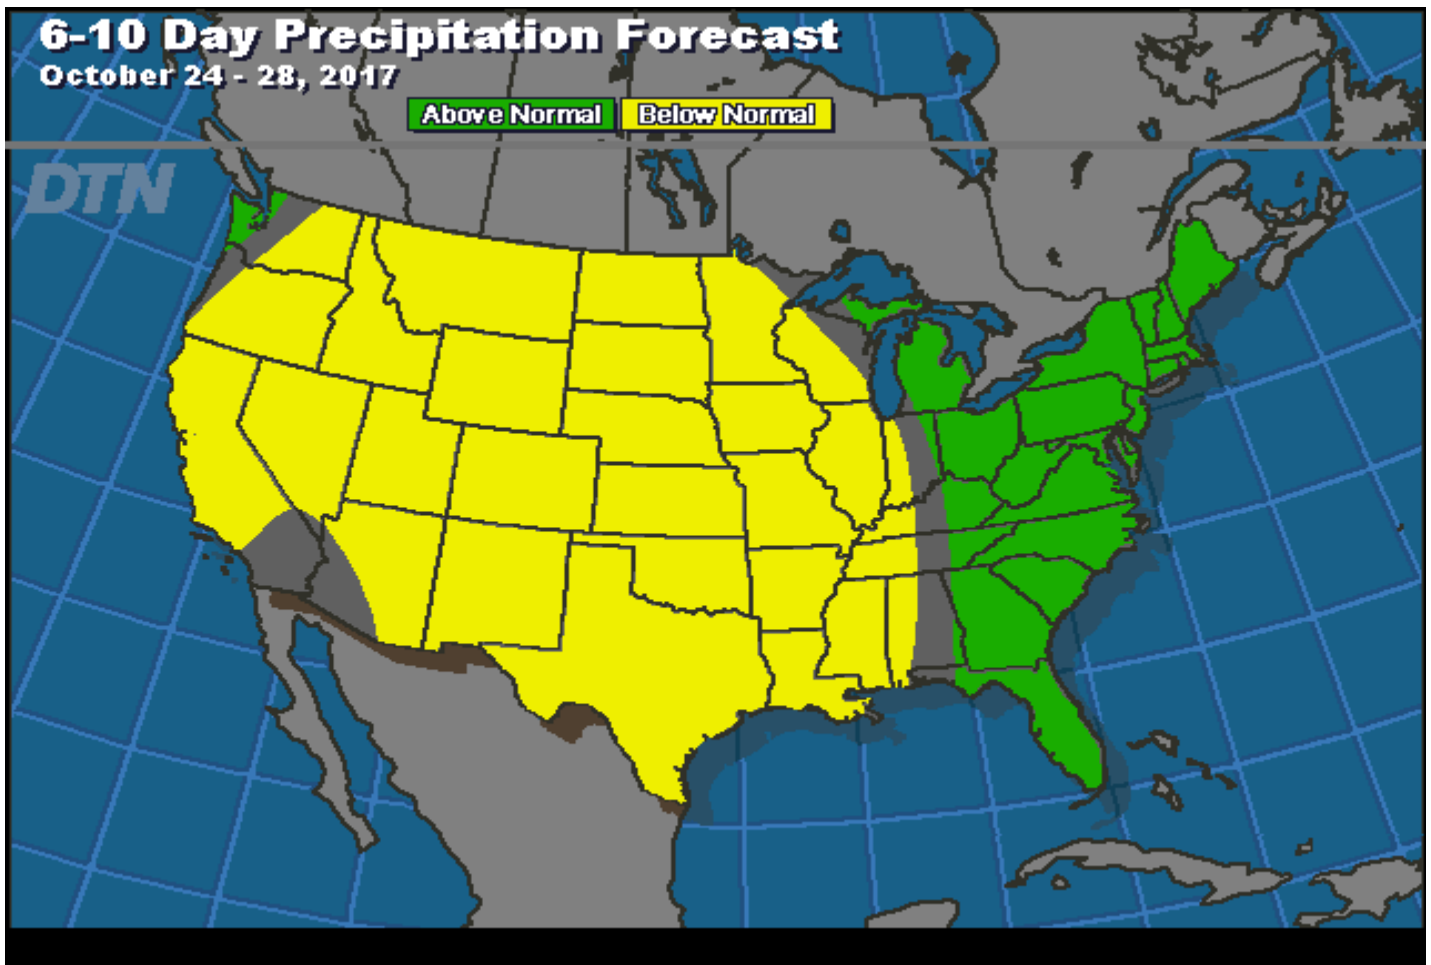 6-10 Day Precipitation Forecast
October 24 - 28, 2017
Above Normal Below Normal
DTN